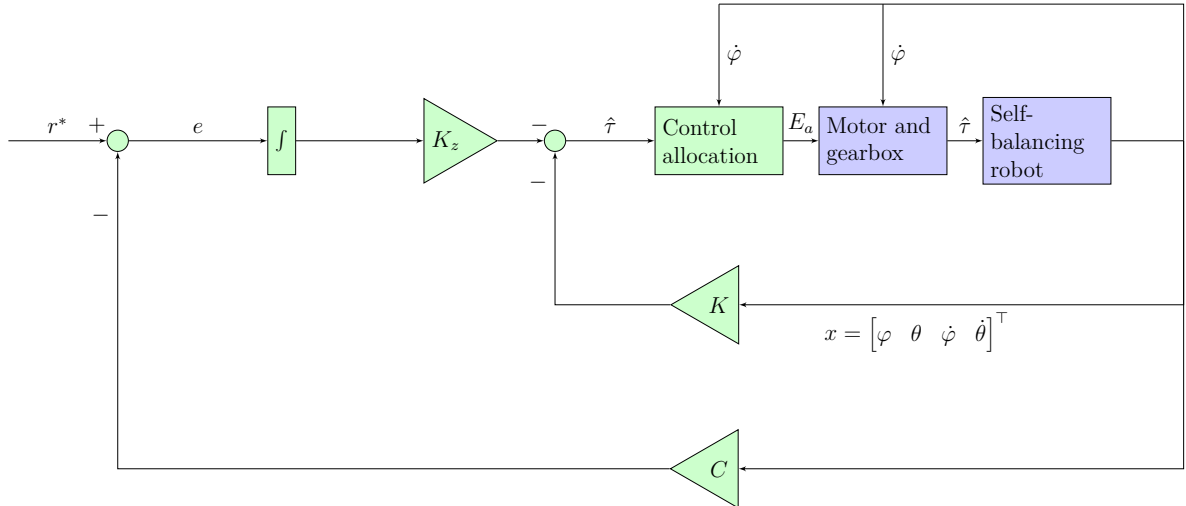 φ̇
φ̇
r* + e ∫ K_z − τ̂ Control allocation E_a Motor and gearbox τ̂ Self-balancing robot
−
−
K
x = [φ θ φ̇ θ̇]^⊤
C